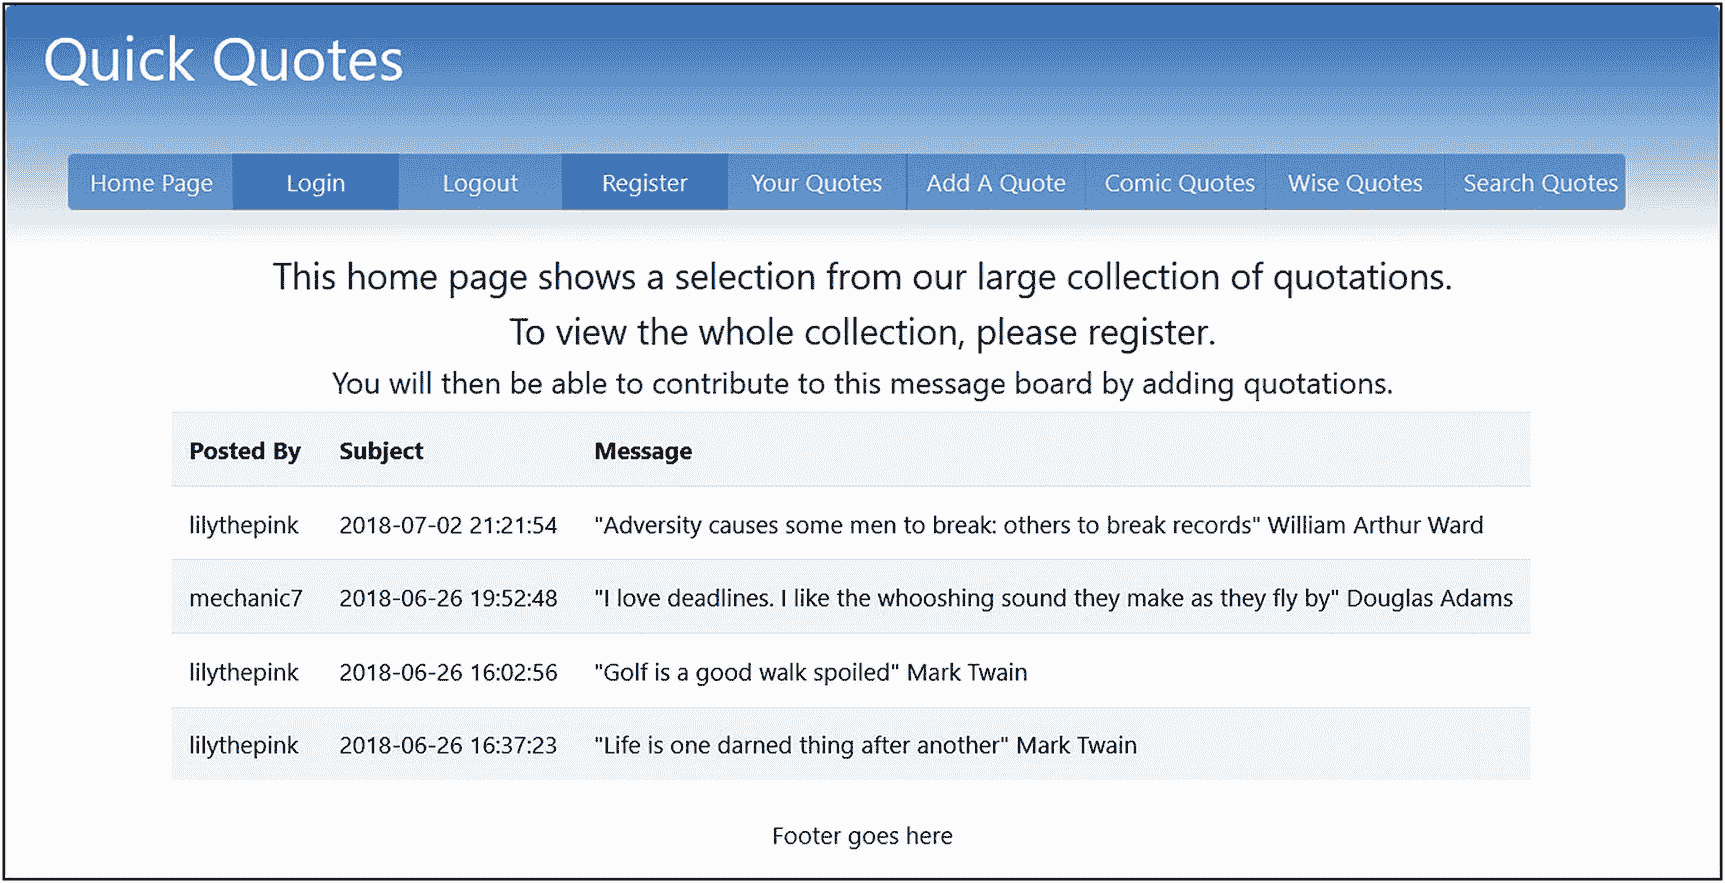 Quick Quotes
Home Page Login Logout Register Your Quotes Add A Quote Comic Quotes Wise Quotes Search Quotes
This home page shows a selection from our large collection of quotations.
To view the whole collection, please register.
You will then be able to contribute to this message board by adding quotations.
Posted By Subject Message
lilythepink 2018-07-02 21:21:54 "Adversity causes some men to break: others to break records" William Arthur Ward
mechanic7 2018-06-26 19:52:48 "I love deadlines. I like the whooshing sound they make as they fly by" Douglas Adams
lilythepink 2018-06-26 16:02:56 "Golf is a good walk spoiled" Mark Twain
lilythepink 2018-06-26 16:37:23 "Life is one darned thing after another" Mark Twain
Footer goes here